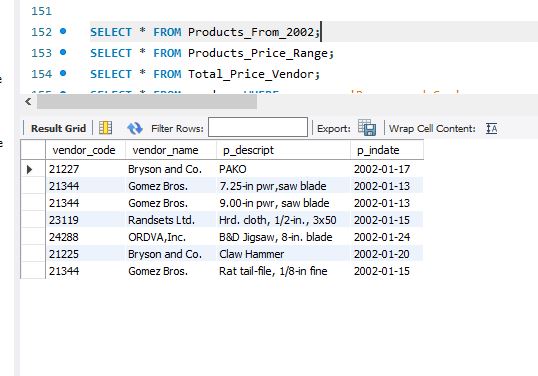 151
152 SELECT * FROM Products_From_2002;
153 SELECT * FROM Products_Price_Range;
154 SELECT * FROM Total_Price_Vendor;
Result Grid Filter Rows: Export: Wrap Cell Content: IA
vendor_code vendor_name p_descript p_indate
21227 Bryson and Co. PAKO 2002-01-17
21344 Gomez Bros. 7.25-in pwr,saw blade 2002-01-13
21344 Gomez Bros. 9.00-in pwr, saw blade 2002-01-13
23119 Randsets Ltd. Hrd. cloth, 1/2-in., 3x50 2002-01-15
24288 ORDVA,Inc. B&D Jigsaw, 8-in. blade 2002-01-24
21225 Bryson and Co. Claw Hammer 2002-01-20
21344 Gomez Bros. Rat tail-file, 1/8-in fine 2002-01-15